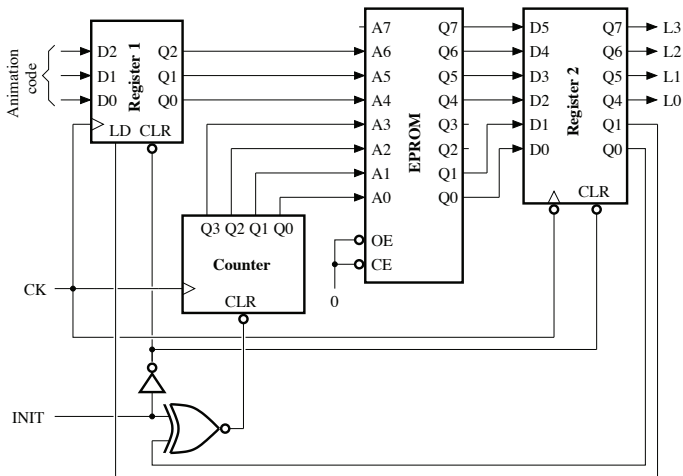 Animation
code
D2
D1
D0
Register 1
Q2
Q1
Q0
LD CLR
A7
A6
A5
A4
A3
A2
A1
A0
EPROM
Q7
Q6
Q5
Q4
Q3
Q2
Q1
Q0
OE
CE
0
D5
D4
D3
D2
D1
D0
Register 2
Q7
Q6
Q5
Q4
Q1
Q0
CLR
L3
L2
L1
L0
Q3 Q2 Q1 Q0
Counter
CLR
CK
INIT